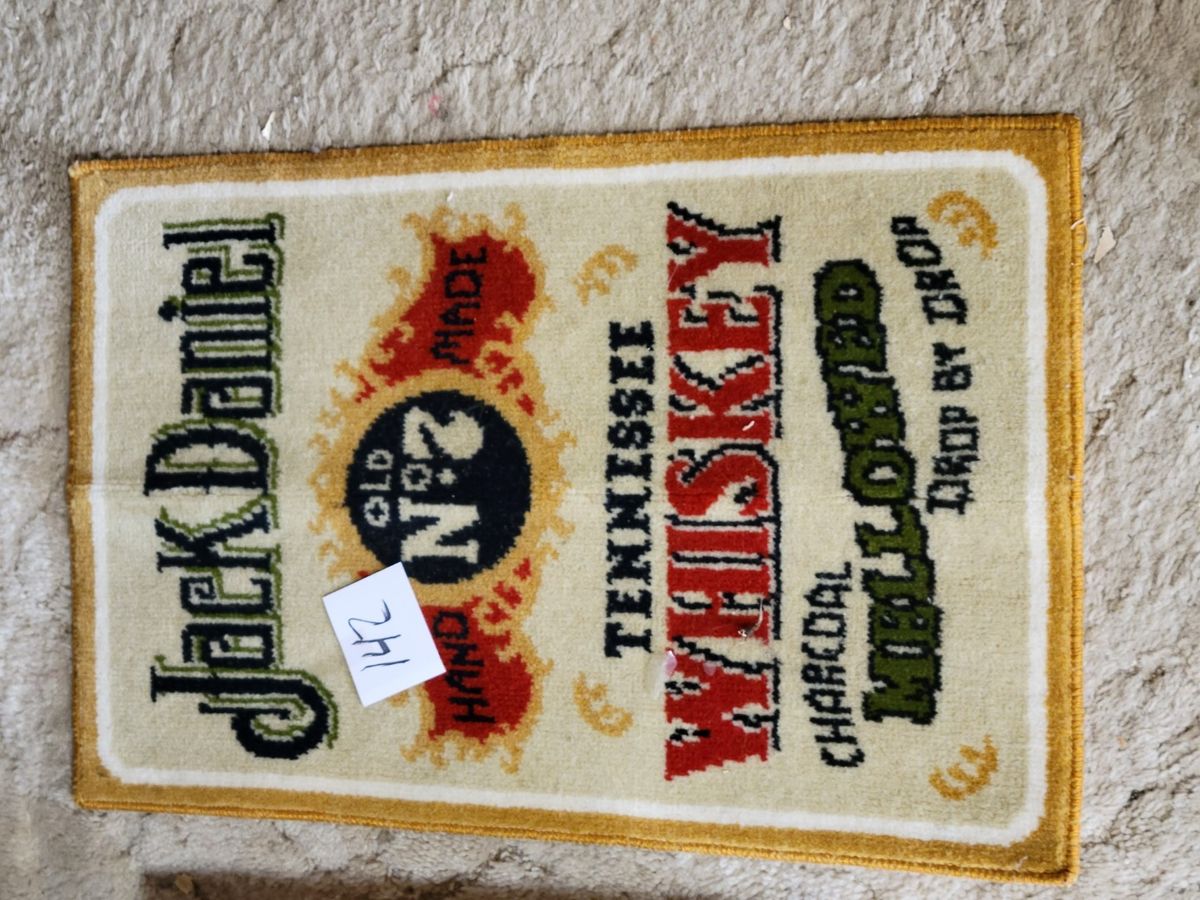 Jack Daniel
OLD
No. 7
HAND MADE
142
TENNESSEE
WHISKEY
CHARCOAL
MELLOWED
DROP BY DROP